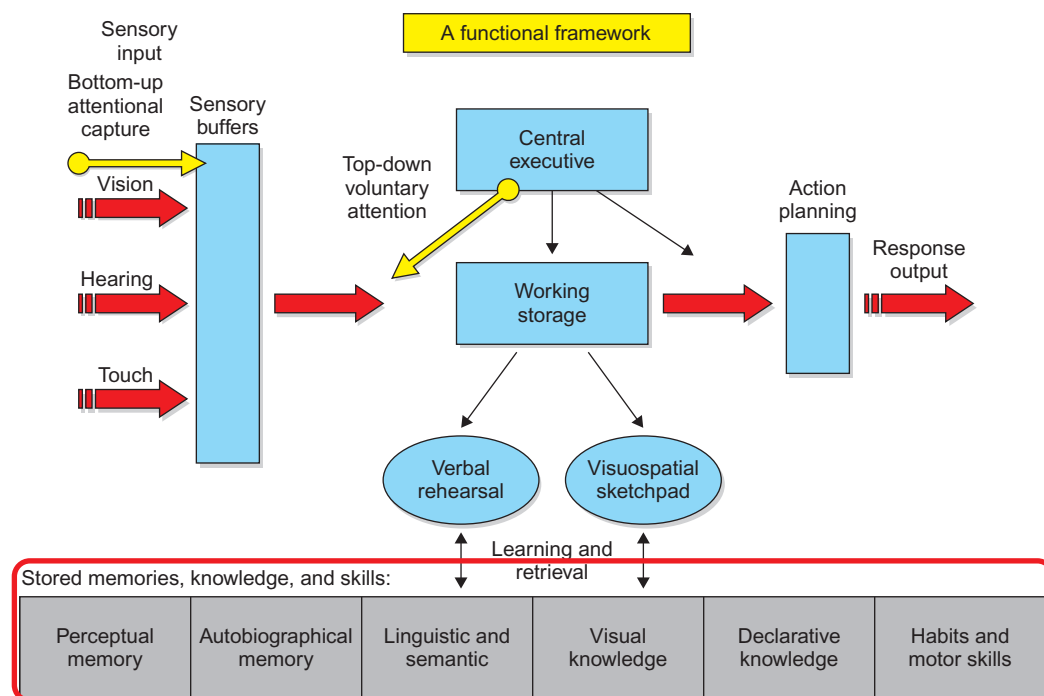 Sensory
input
A functional framework
Bottom-up
attentional
capture
Sensory
buffers
Central
executive
Top-down
voluntary
attention
Vision
Action
planning
Response
output
Hearing
Working
storage
Touch
Verbal
rehearsal
Visuospatial
sketchpad
Learning and
retrieval
Stored memories, knowledge, and skills:
Perceptual
memory
Autobiographical
memory
Linguistic and
semantic
Visual
knowledge
Declarative
knowledge
Habits and
motor skills